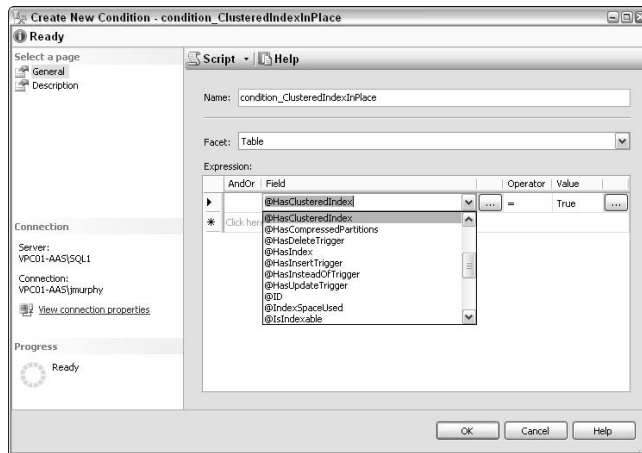 Create New Condition - condition_ClusteredIndexInPlace
Ready
Select a page
General
Description
Script
Help
Name: condition_ClusteredIndexInPlace
Facet: Table
Expression:
AndOr Field Operator Value
@HasClusteredIndex ... = True ...
Click her
@HasClusteredIndex
@HasCompressedPartitions
@HasDeleteTrigger
@HasIndex
@HasInsertTrigger
@HasInsteadOfTrigger
@HasUpdateTrigger
@ID
@IndexSpaceUsed
@IsIndexable
Connection
Server:
VPC01-AAS\SQL1
Connection:
VPC01-AAS\jmurphy
View connection properties
Progress
Ready
OK Cancel Help